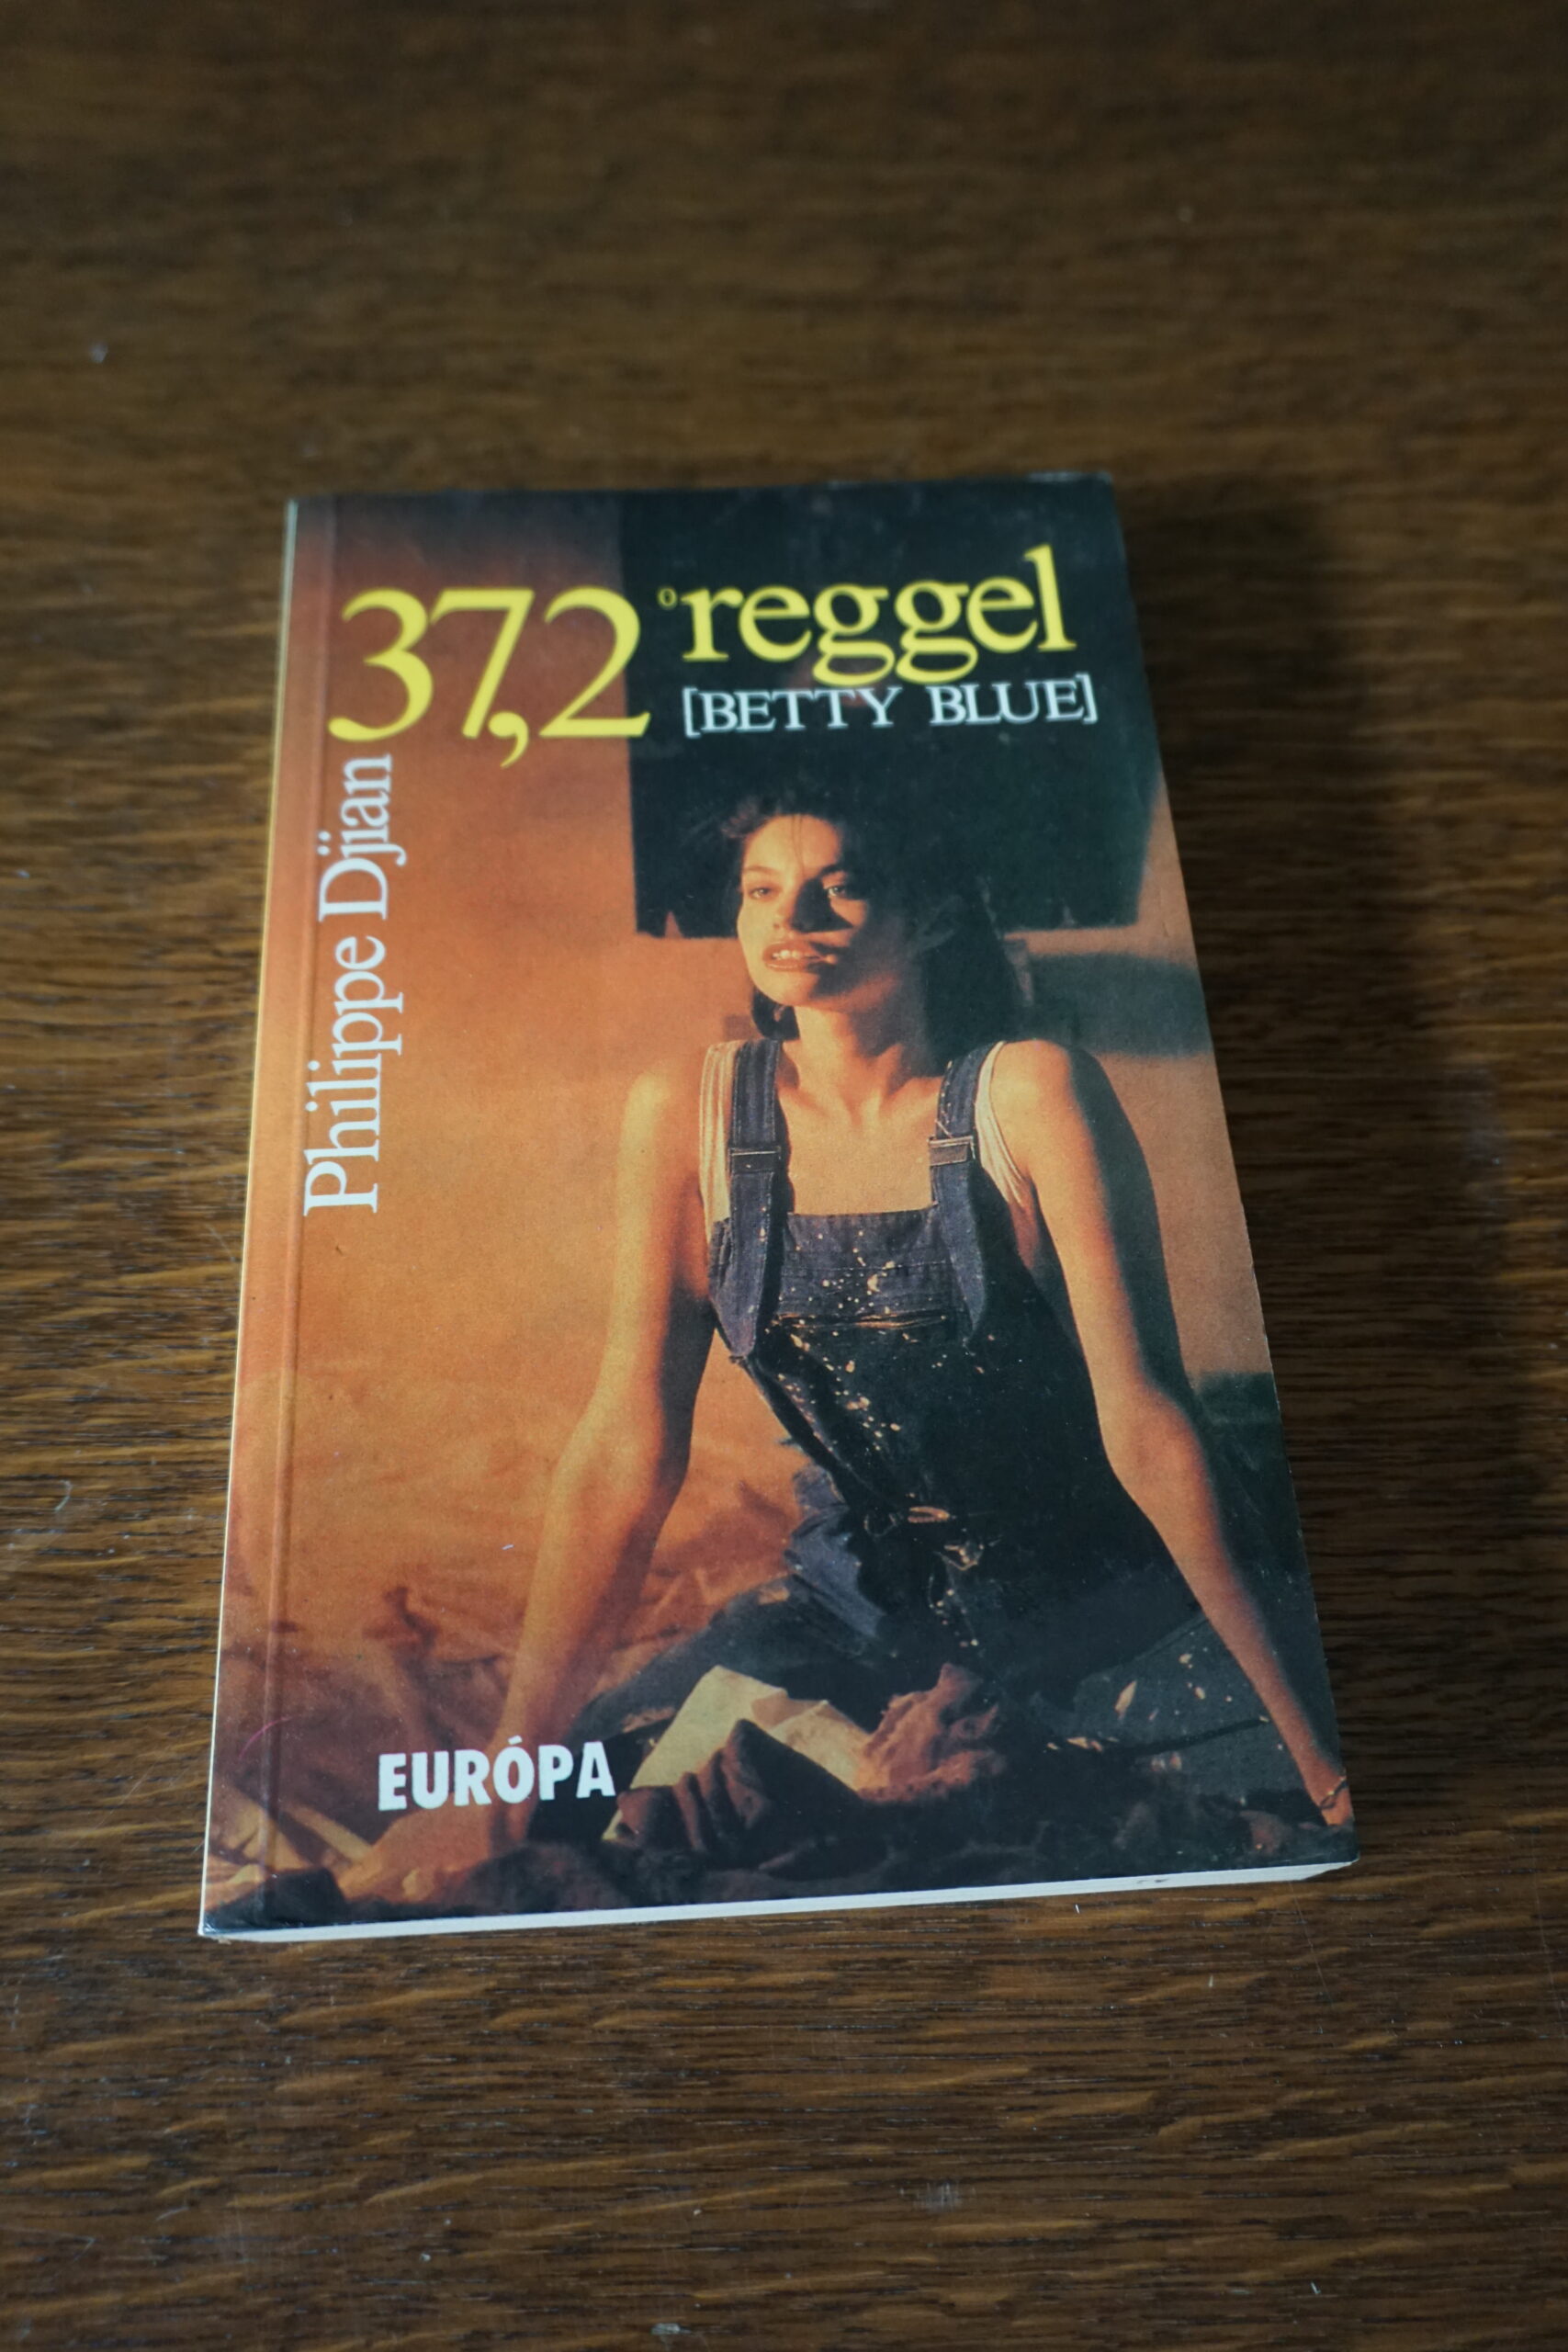 37,2° reggel
[BETTY BLUE]
Philippe Djian
EURÓPA